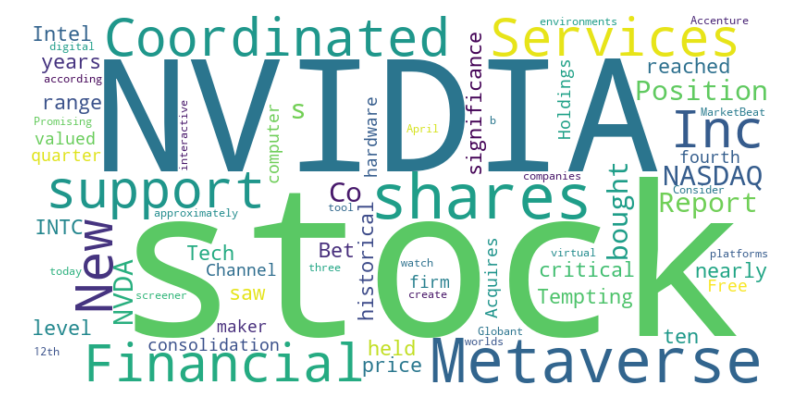 Intel
digital
Coordinated
Services
environments
Accenture
years
according
NVIDIA
significance
Holdings
reached
Position
range
Promising
valued
quarter
interactive
computer
s
hardware
April
b
MarketBeat
Inc
fourth
NASDAQ
Consider
support
Co
shares
companies
bought
Report
INTC
New
approximately
tool
stock
historical
Tech
Bet
Channel
three
watch
firm
create
Acquires
virtual
critical
platforms
nearly
today
NVDA
screener
saw
Tempting
Free
level
maker
Globant
worlds
ten
12th
consolidation
Financial
held
price
Metaverse